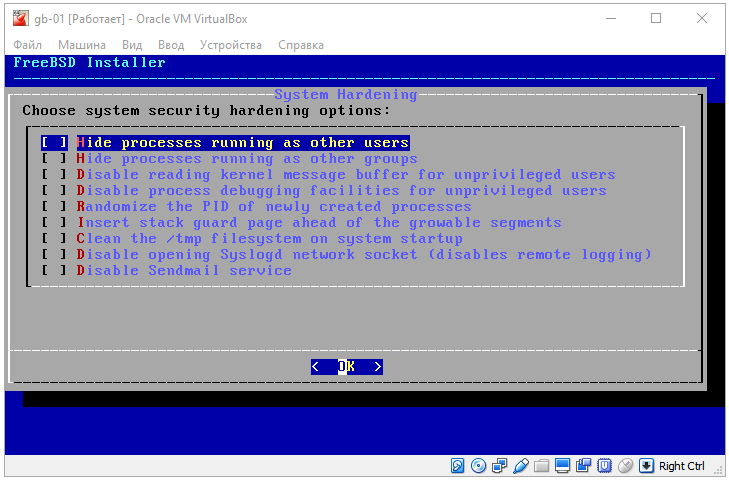 gb-01 [Работает] - Oracle VM VirtualBox
Файл Машина Вид Ввод Устройства Справка
FreeBSD Installer
System Hardening
Choose system security hardening options:
[ ] Hide processes running as other users
[ ] Hide processes running as other groups
[ ] Disable reading kernel message buffer for unprivileged users
[ ] Disable process debugging facilities for unprivileged users
[ ] Randomize the PID of newly created processes
[ ] Insert stack guard page ahead of the growable segments
[ ] Clean the /tmp filesystem on system startup
[ ] Disable opening Syslogd network socket (disables remote logging)
[ ] Disable Sendmail service
< OK >
Right Ctrl